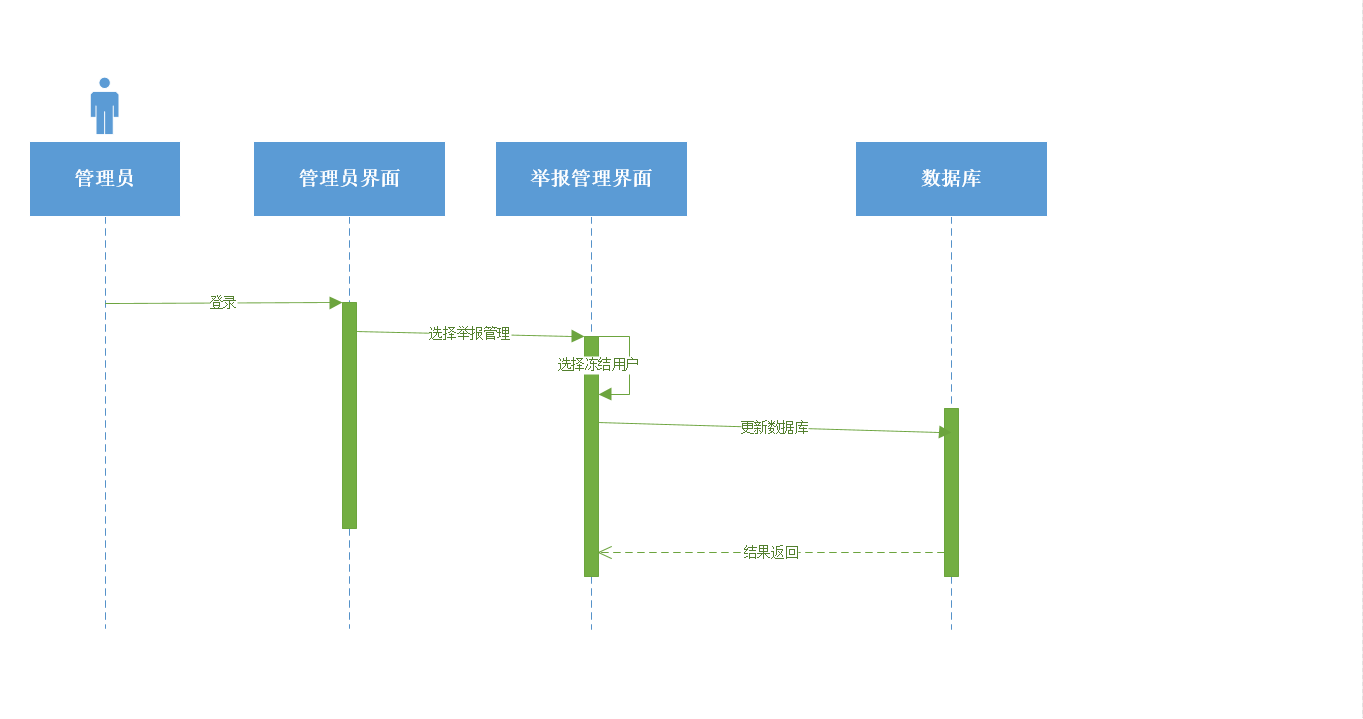 管理员
管理员界面
举报管理界面
数据库
登录
选择举报管理
选择冻结用户
更新数据库
结果返回